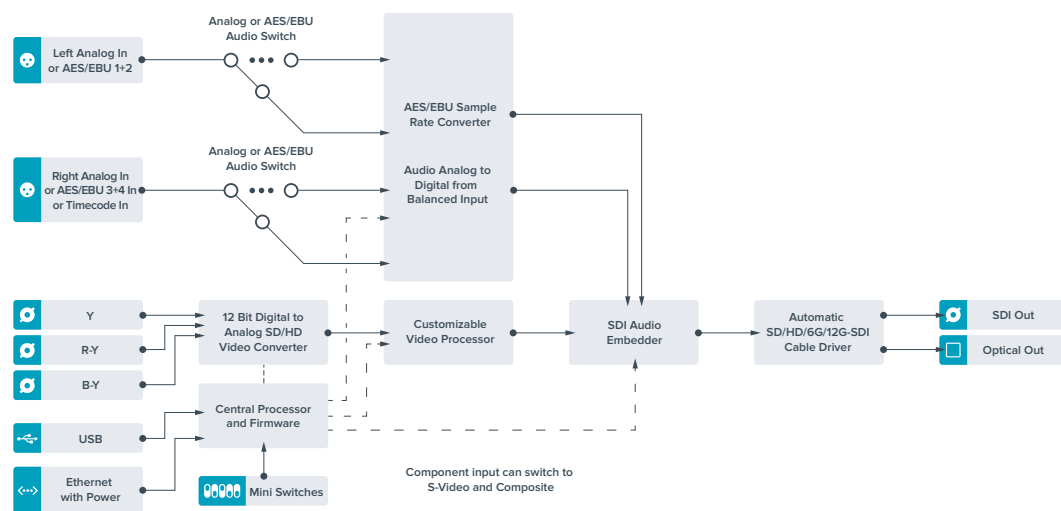 Analog or AES/EBU
Audio Switch
Left Analog In
or AES/EBU 1+2
AES/EBU Sample
Rate Converter
Analog or AES/EBU
Audio Switch
Right Analog In
or AES/EBU 3+4 In
or Timecode In
Audio Analog to
Digital from
Balanced Input
Y
R-Y
B-Y
12 Bit Digital to
Analog SD/HD
Video Converter
Customizable
Video Processor
SDI Audio
Embedder
Automatic
SD/HD/6G/12G-SDI
Cable Driver
SDI Out
Optical Out
Central Processor
and Firmware
USB
Ethernet
with Power
Mini Switches
Component input can switch to
S-Video and Composite